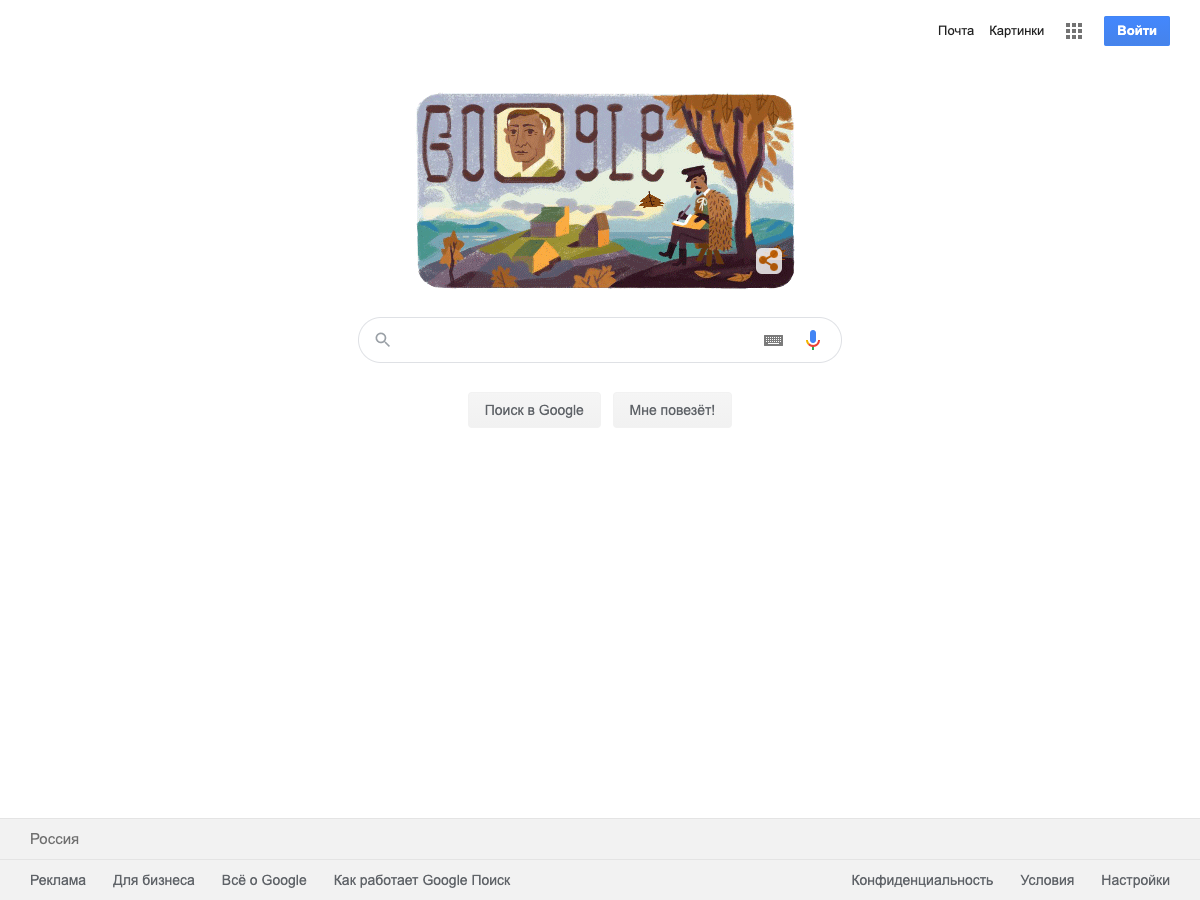 Почта Картинки Войти
GOOGLE
Поиск в Google Мне повезёт!
Россия
Реклама Для бизнеса Всё о Google Как работает Google Поиск Конфиденциальность Условия Настройки